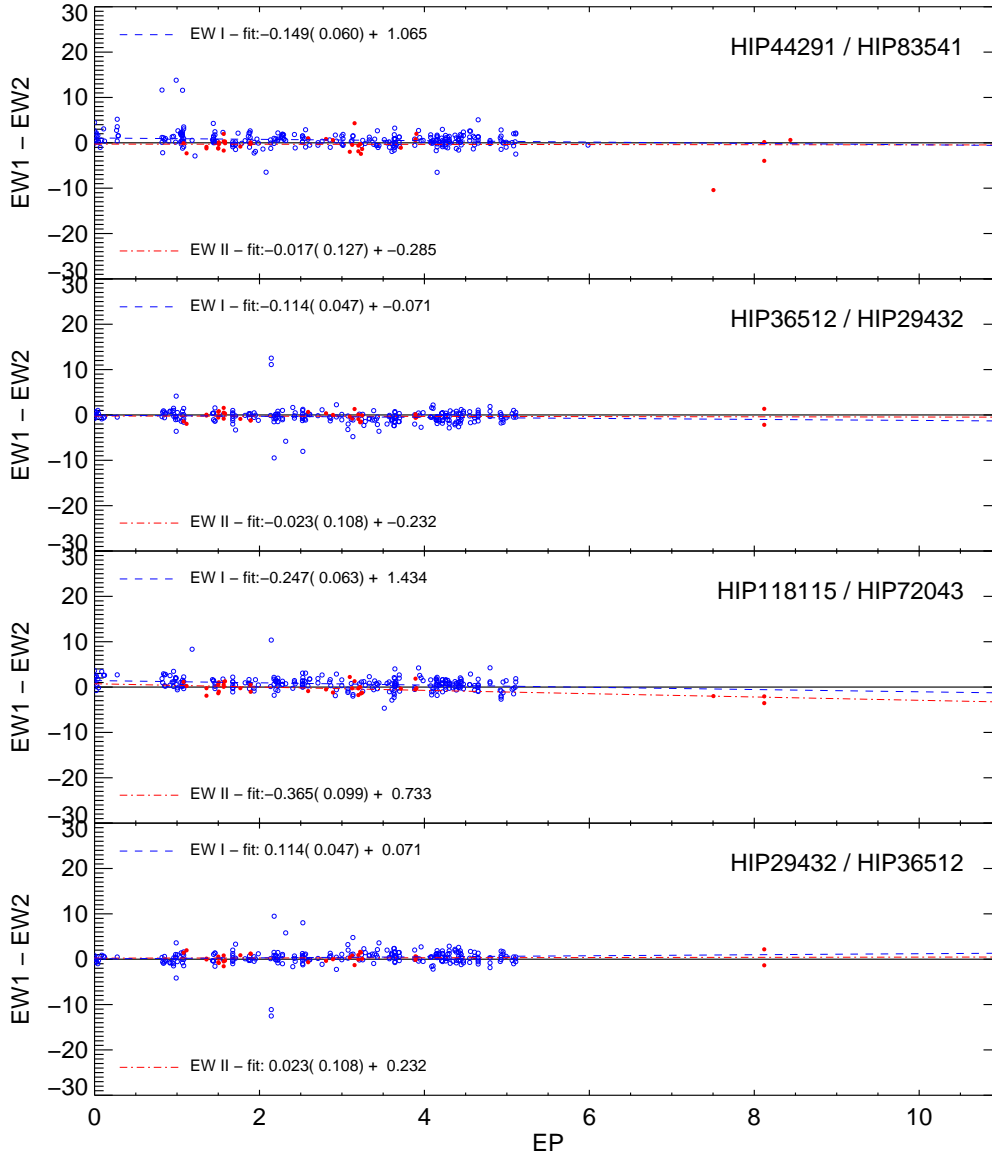 30
EW I − fit:−0.149( 0.060) + 1.065
HIP44291 / HIP83541
20
10
EW1 − EW2
0
−10
−20
EW II − fit:−0.017( 0.127) + −0.285
−30
30
EW I − fit:−0.114( 0.047) + −0.071
HIP36512 / HIP29432
20
10
EW1 − EW2
0
−10
−20
EW II − fit:−0.023( 0.108) + −0.232
−30
30
EW I − fit:−0.247( 0.063) + 1.434
HIP118115 / HIP72043
20
10
EW1 − EW2
0
−10
−20
EW II − fit:−0.365( 0.099) + 0.733
−30
30
EW I − fit: 0.114( 0.047) + 0.071
HIP29432 / HIP36512
20
10
EW1 − EW2
0
−10
−20
EW II − fit: 0.023( 0.108) + 0.232
−30
0 2 4 6 8 10
EP